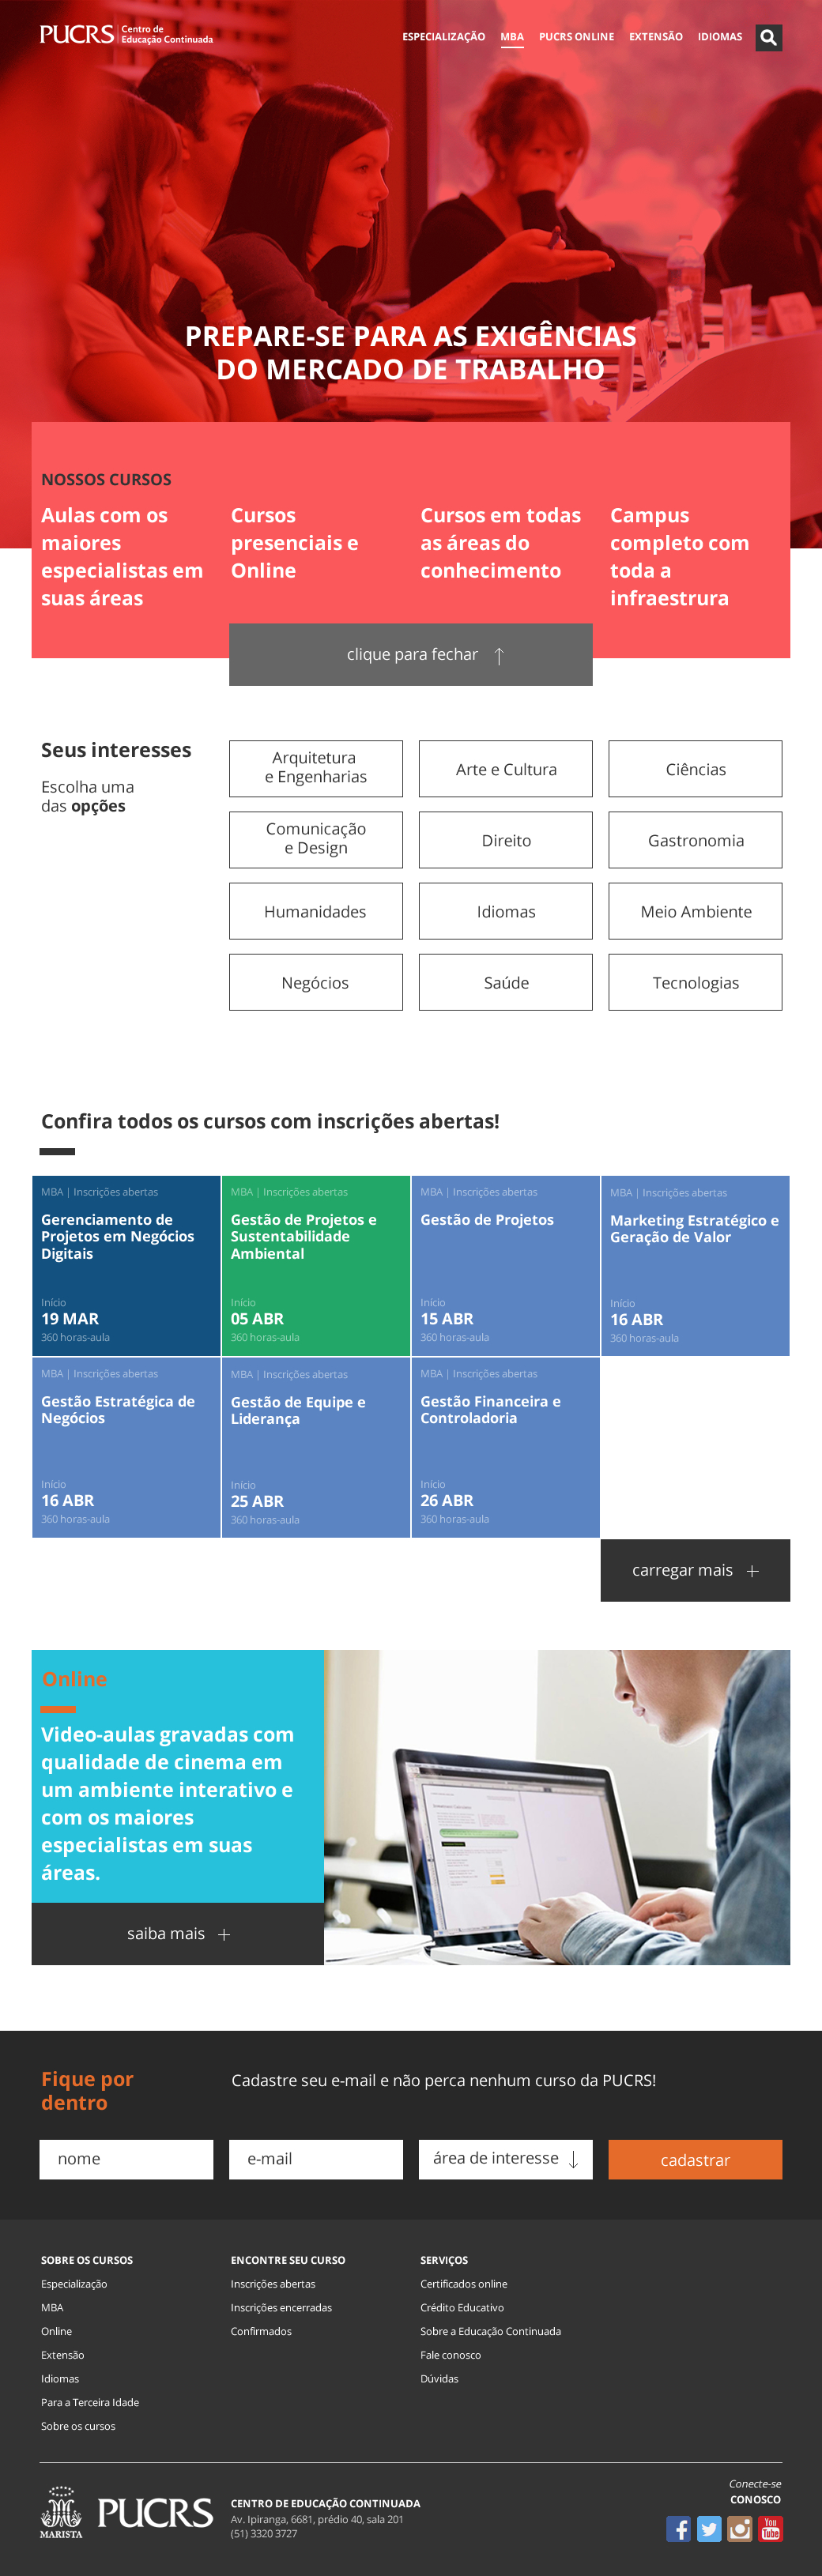 PUCRS Centro de
Educação Continuada
ESPECIALIZAÇÃO MBA PUCRS ONLINE EXTENSÃO IDIOMAS
PREPARE-SE PARA AS EXIGÊNCIAS
DO MERCADO DE TRABALHO
NOSSOS CURSOS
Aulas com os
maiores
especialistas em
suas áreas
Cursos
presenciais e
Online
Cursos em todas
as áreas do
conhecimento
Campus
completo com
toda a
infraestrura
clique para fechar
Seus interesses
Escolha uma
das opções
Arquitetura
e Engenharias
Arte e Cultura
Ciências
Comunicação
e Design
Direito
Gastronomia
Humanidades
Idiomas
Meio Ambiente
Negócios
Saúde
Tecnologias
Confira todos os cursos com inscrições abertas!
MBA | Inscrições abertas
Gerenciamento de
Projetos em Negócios
Digitais
Início
19 MAR
360 horas-aula
MBA | Inscrições abertas
Gestão de Projetos e
Sustentabilidade
Ambiental
Início
05 ABR
360 horas-aula
MBA | Inscrições abertas
Gestão de Projetos
Início
15 ABR
360 horas-aula
MBA | Inscrições abertas
Marketing Estratégico e
Geração de Valor
Início
16 ABR
360 horas-aula
MBA | Inscrições abertas
Gestão Estratégica de
Negócios
Início
16 ABR
360 horas-aula
MBA | Inscrições abertas
Gestão de Equipe e
Liderança
Início
25 ABR
360 horas-aula
MBA | Inscrições abertas
Gestão Financeira e
Controladoria
Início
26 ABR
360 horas-aula
carregar mais
Online
Video-aulas gravadas com
qualidade de cinema em
um ambiente interativo e
com os maiores
especialistas em suas
áreas.
saiba mais
Fique por
dentro
Cadastre seu e-mail e não perca nenhum curso da PUCRS!
nome
e-mail
área de interesse
cadastrar
SOBRE OS CURSOS
Especialização
MBA
Online
Extensão
Idiomas
Para a Terceira Idade
Sobre os cursos
ENCONTRE SEU CURSO
Inscrições abertas
Inscrições encerradas
Confirmados
SERVIÇOS
Certificados online
Crédito Educativo
Sobre a Educação Continuada
Fale conosco
Dúvidas
MARISTA
PUCRS
CENTRO DE EDUCAÇÃO CONTINUADA
Av. Ipiranga, 6681, prédio 40, sala 201
(51) 3320 3727
Conecte-se
CONOSCO
You
Tube